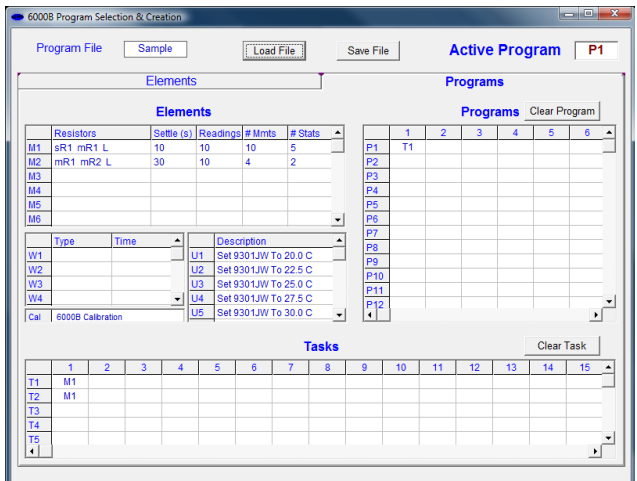 6000B Program Selection & Creation
Program File Sample Load File Save File Active Program P1
Elements Programs
Elements
Resistors Settle (s) Readings # Mmts # Stats
M1 sR1 mR1 L 10 10 10 5
M2 mR1 mR2 L 30 10 4 2
M3
M4
M5
M6
Type Time
W1
W2
W3
W4
Cal 6000B Calibration
Description
U1 Set 9301JW To 20.0 C
U2 Set 9301JW To 22.5 C
U3 Set 9301JW To 25.0 C
U4 Set 9301JW To 27.5 C
U5 Set 9301JW To 30.0 C
Programs Clear Program
1 2 3 4 5 6
P1 T1
P2
P3
P4
P5
P6
P7
P8
P9
P10
P11
P12
Tasks Clear Task
1 2 3 4 5 6 7 8 9 10 11 12 13 14 15
T1 M1
T2 M1
T3
T4
T5